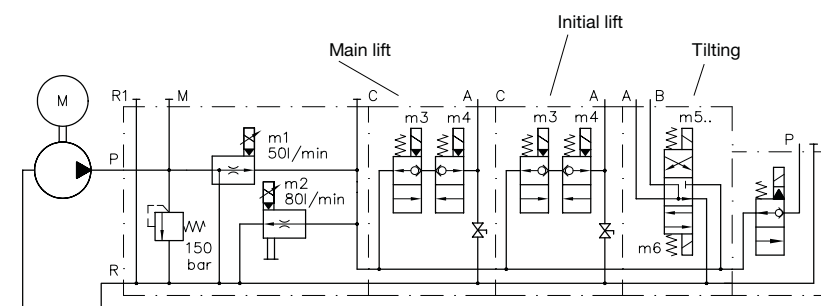 Initial lift
Main lift
Tilting
M
R1
M
C
A
C
A
A
B
m3
m4
m3
m4
m5..
m1
50l/min
P
P
m2
80l/min
150
bar
m6
R